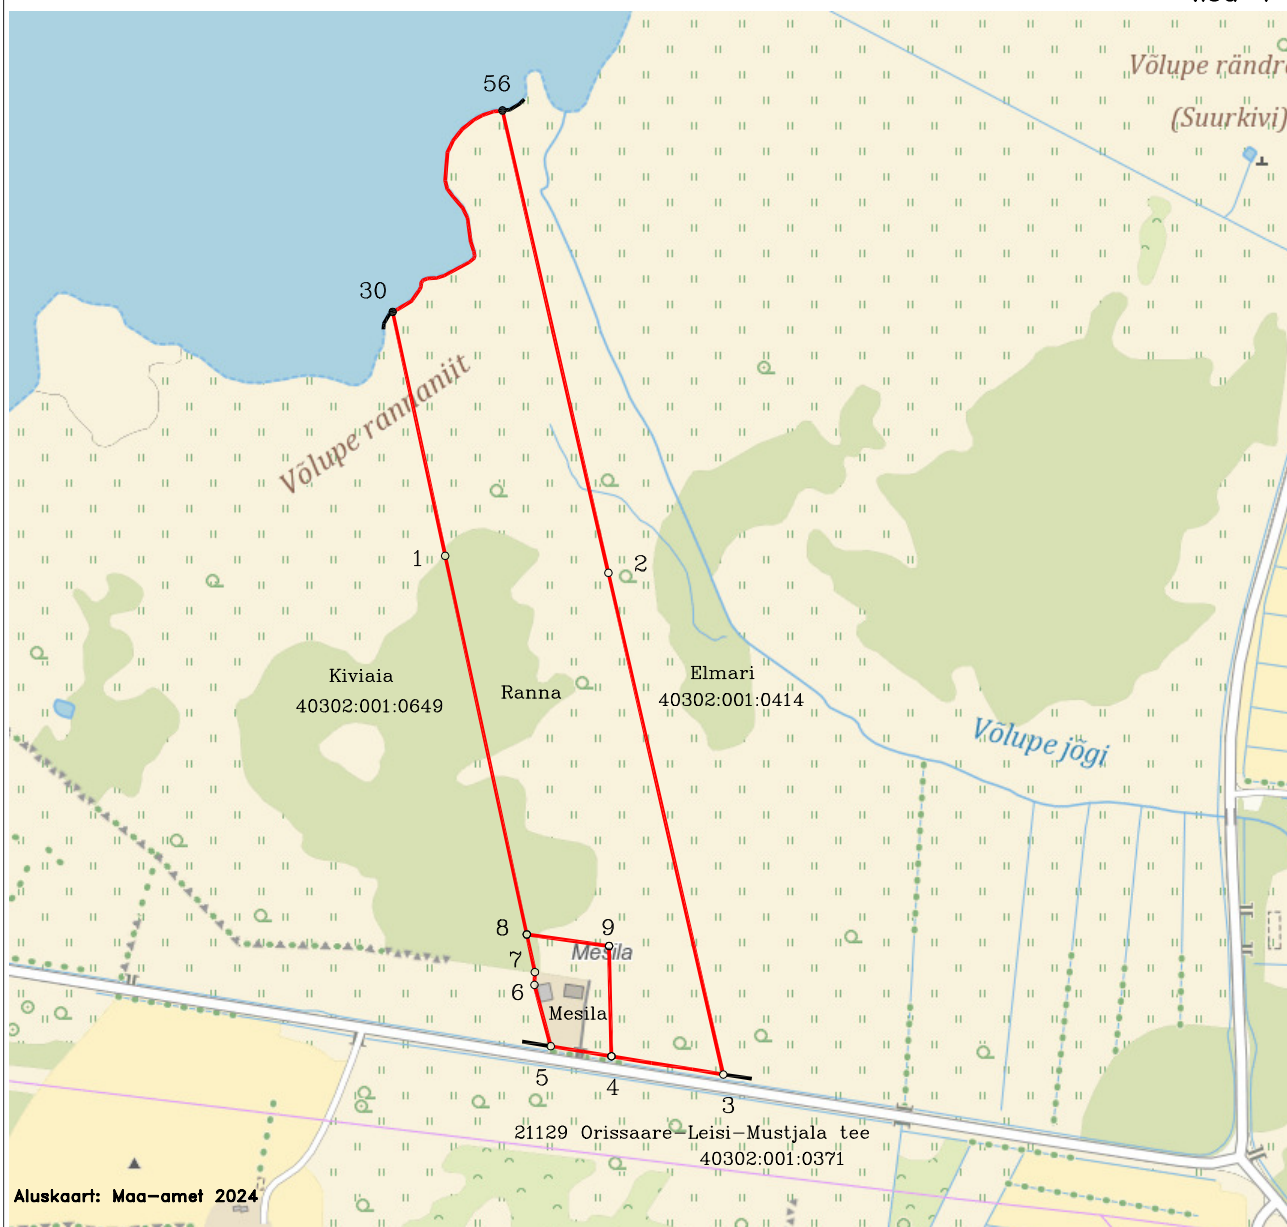 Võlupe
(Suurkivi)
56
30
Võlupe rannaniit
1
2
Kiviaia
40302:001:0649
Ranna
Elmari
40302:001:0414
Võlupe jõgi
8
9
Mesila
7
6
Mesila
5
4
3
21129 Orissaare-Leisi-Mustjala tee
40302:001:0371
Aluskaart: Maa-amet 2024